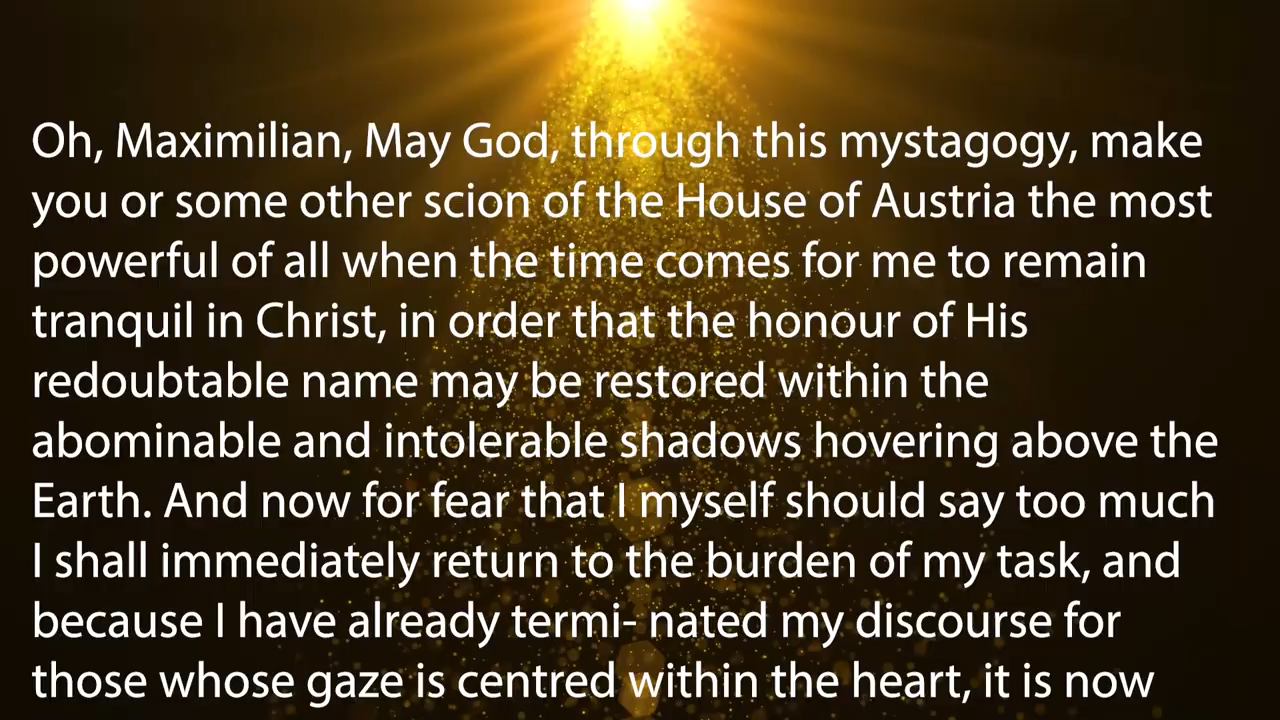 Oh, Maximilian, May God, through this mystagogy, make
you or some other scion of the House of Austria the most
powerful of all when the time comes for me to remain
tranquil in Christ, in order that the honour of His
redoubtable name may be restored within the
abominable and intolerable shadows hovering above the
Earth. And now for fear that I myself should say too much
I shall immediately return to the burden of my task, and
because I have already termi- nated my discourse for
those whose gaze is centred within the heart, it is now